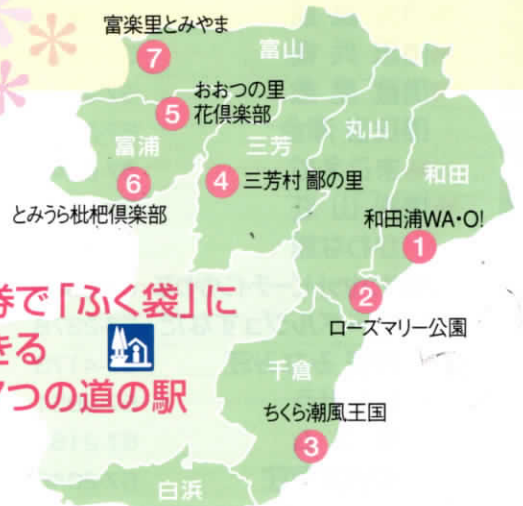 富楽里とみやま
7
富山
おおつの里
花倶楽部
5
丸山
富浦
三芳
和田
6
4
三芳村 鄙の里
とみうら枇杷倶楽部
和田浦WA・O!
1
2
ローズマリー公園
券で「ふく袋」に
きる
7つの道の駅
千倉
ちくら潮風王国
3
白浜